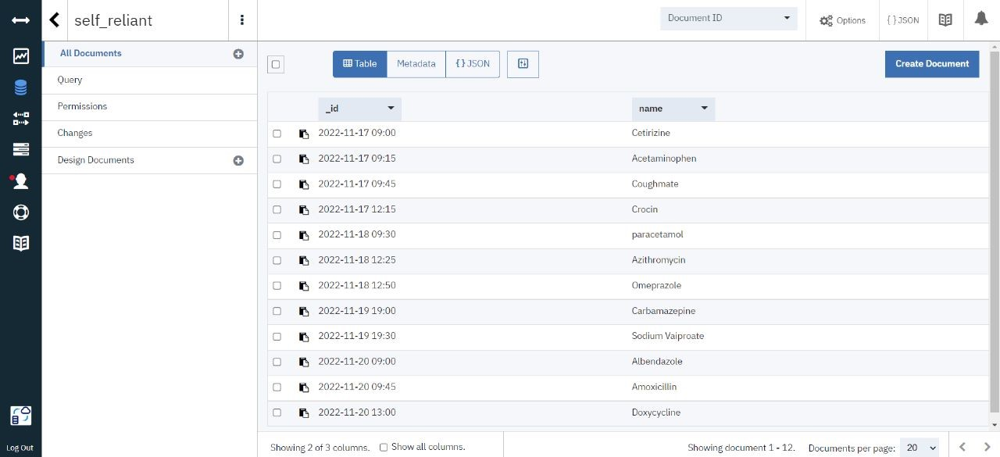 self_reliant
Document ID
Options
{ } JSON
All Documents
Query
Permissions
Changes
Design Documents
Table
Metadata
{ } JSON
Create Document
_id name
2022-11-17 09:00 Cetirizine
2022-11-17 09:15 Acetaminophen
2022-11-17 09:45 Coughmate
2022-11-17 12:15 Crocin
2022-11-18 09:30 paracetamol
2022-11-18 12:25 Azithromycin
2022-11-18 12:50 Omeprazole
2022-11-19 19:00 Carbamazepine
2022-11-19 19:30 Sodium Vaiproate
2022-11-20 09:00 Albendazole
2022-11-20 09:45 Amoxicillin
2022-11-20 13:00 Doxycycline
Log Out
Showing 2 of 3 columns. Show all columns. Showing document 1 - 12. Documents per page: 20